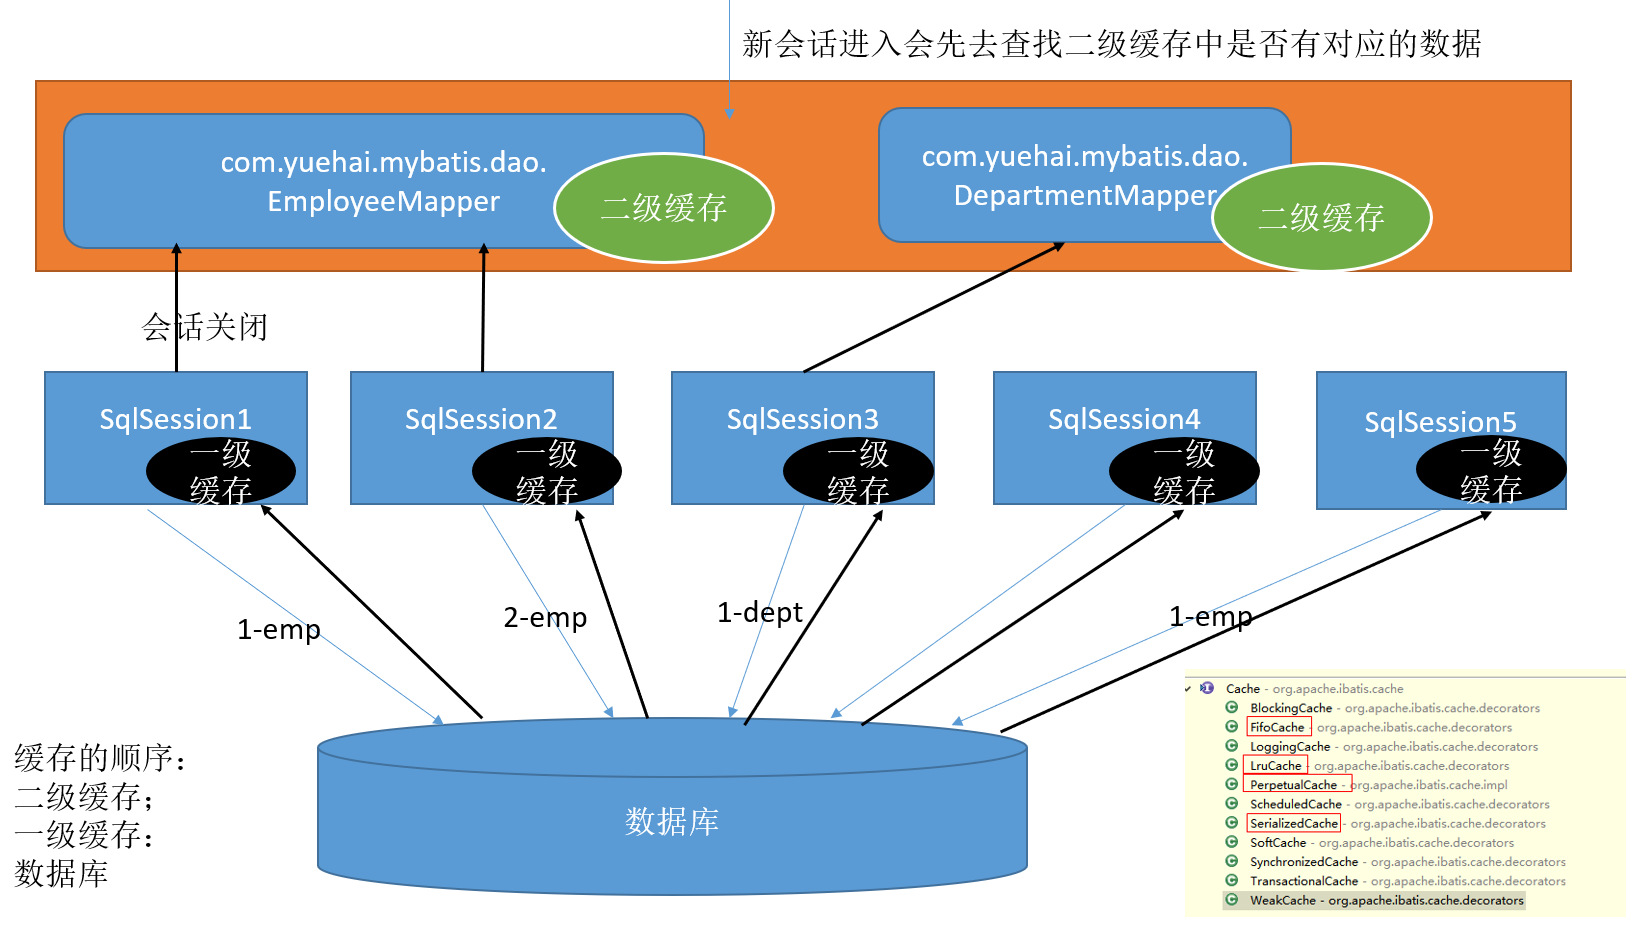 新会话进入会先去查找二级缓存中是否有对应的数据
com.yuehai.mybatis.dao.
EmployeeMapper
二级缓存
com.yuehai.mybatis.dao.
DepartmentMapper
二级缓存
会话关闭
SqlSession1
一级
缓存
SqlSession2
一级
缓存
SqlSession3
一级
缓存
SqlSession4
一级
缓存
SqlSession5
一级
缓存
1-emp
2-emp
1-dept
1-emp
缓存的顺序：
二级缓存；
一级缓存：
数据库
数据库
Cache - org.apache.ibatis.cache
BlockingCache - org.apache.ibatis.cache.decorators
FifoCache - org.apache.ibatis.cache.decorators
LoggingCache - org.apache.ibatis.cache.decorators
LruCache - org.apache.ibatis.cache.decorators
PerpetualCache - org.apache.ibatis.cache.impl
ScheduledCache - org.apache.ibatis.cache.decorators
SerializedCache - org.apache.ibatis.cache.decorators
SoftCache - org.apache.ibatis.cache.decorators
SynchronizedCache - org.apache.ibatis.cache.decorators
TransactionalCache - org.apache.ibatis.cache.decorators
WeakCache - org.apache.ibatis.cache.decorators